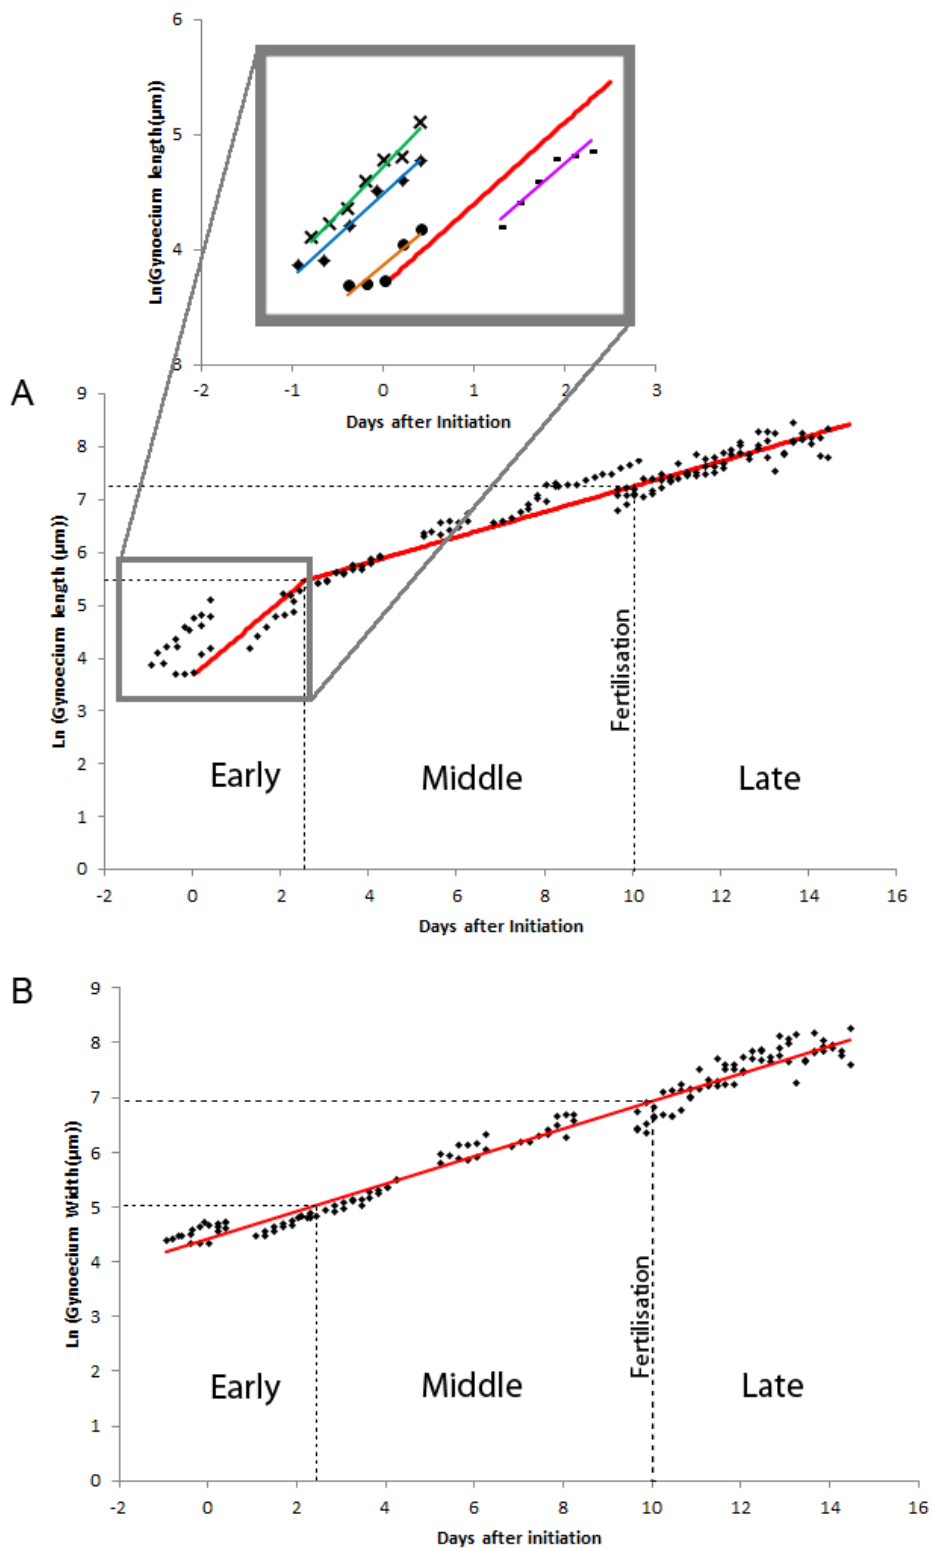 6
5
4
3
Ln(Gynoecium length(µm))
-2 -1 0 1 2 3
Days after Initiation
A
9
8
7
6
5
4
3
2
1
0
Ln (Gynoecium length (µm))
Fertilisation
Early Middle Late
-2 0 2 4 6 8 10 12 14 16
Days after Initiation
B
9
8
7
6
5
4
3
2
1
0
Ln (Gynoecium Width(µm))
Fertilisation
Early Middle Late
-2 0 2 4 6 8 10 12 14 16
Days after initiation